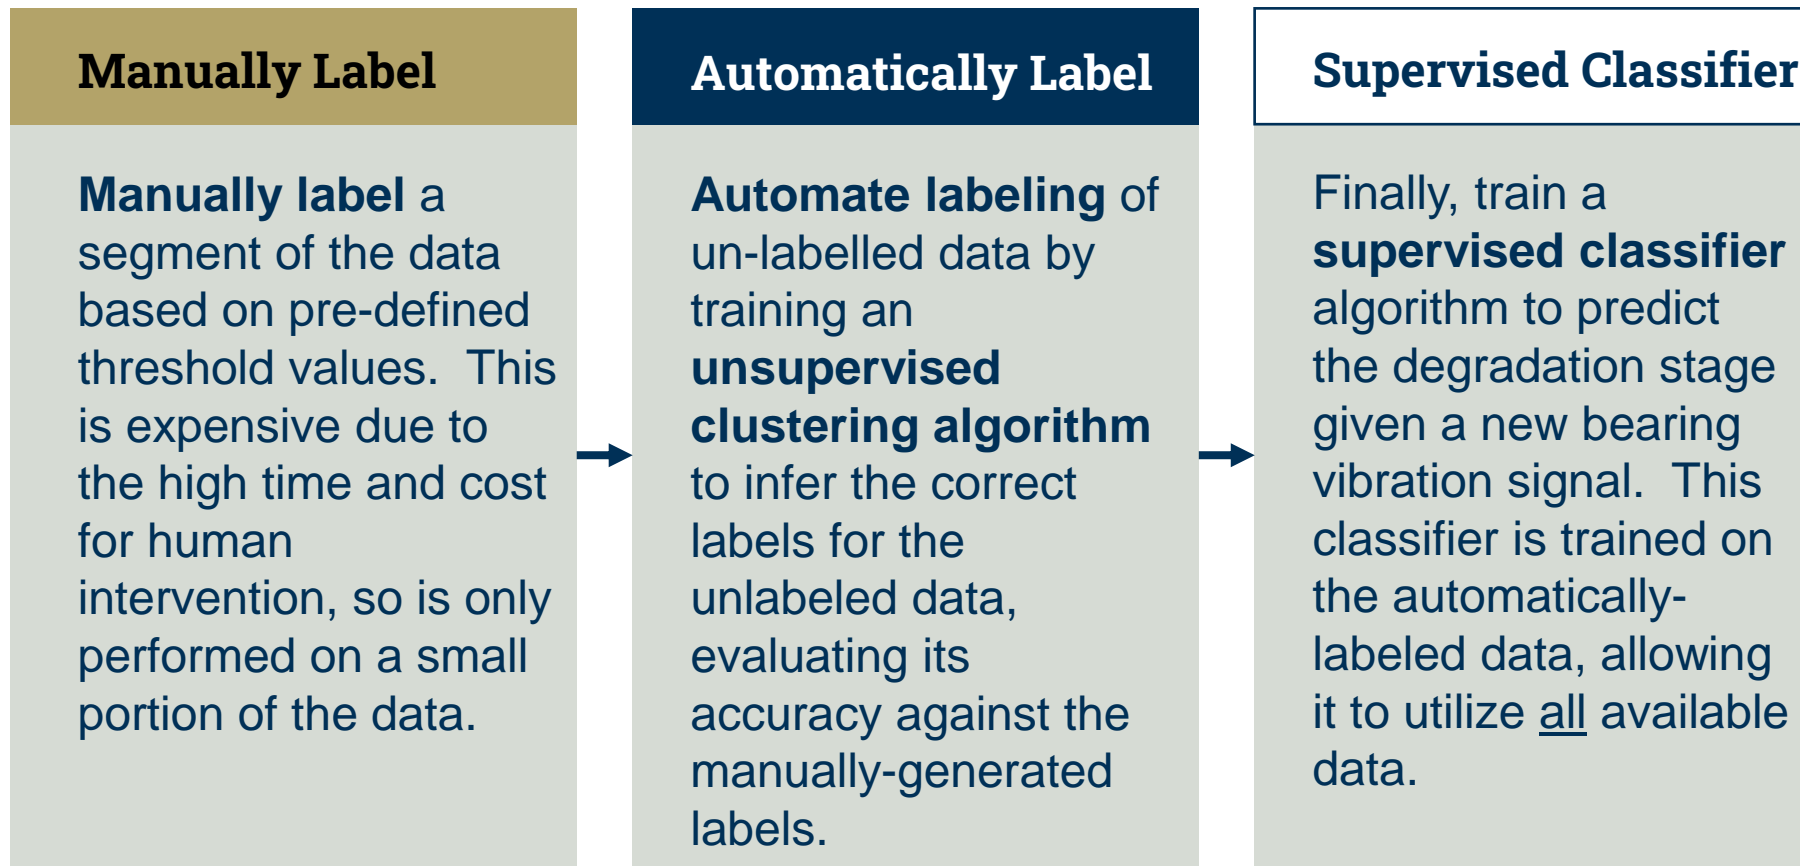 Manually Label
Manually label a
segment of the data
based on pre-defined
threshold values.  This
is expensive due to
the high time and cost
for human
intervention, so is only
performed on a small
portion of the data.
Automatically Label
Automate labeling of
un-labelled data by
training an
unsupervised
clustering algorithm
to infer the correct
labels for the
unlabeled data,
evaluating its
accuracy against the
manually-generated
labels.
Supervised Classifier
Finally, train a
supervised classifier
algorithm to predict
the degradation stage
given a new bearing
vibration signal.  This
classifier is trained on
the automatically-
labeled data, allowing
it to utilize all available
data.